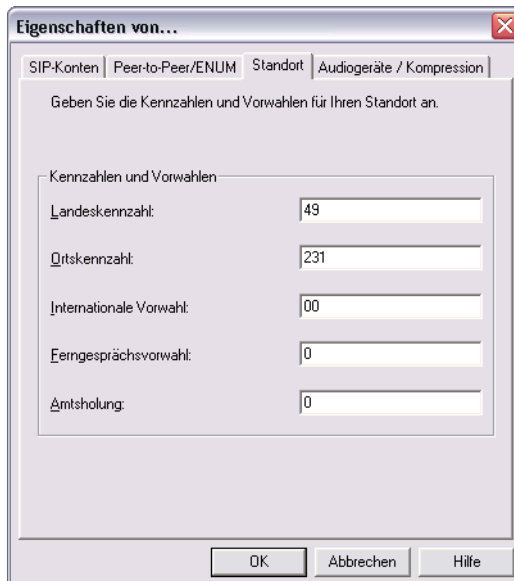 Eigenschaften von...
SIP-Konten Peer-to-Peer/ENUM Standort Audiogeräte / Kompression
Geben Sie die Kennzahlen und Vorwahlen für Ihren Standort an.
Kennzahlen und Vorwahlen
Landeskennzahl: 49
Ortskennzahl: 231
Internationale Vorwahl: 00
Ferngesprächsvorwahl: 0
Amtsholung: 0
OK Abbrechen Hilfe